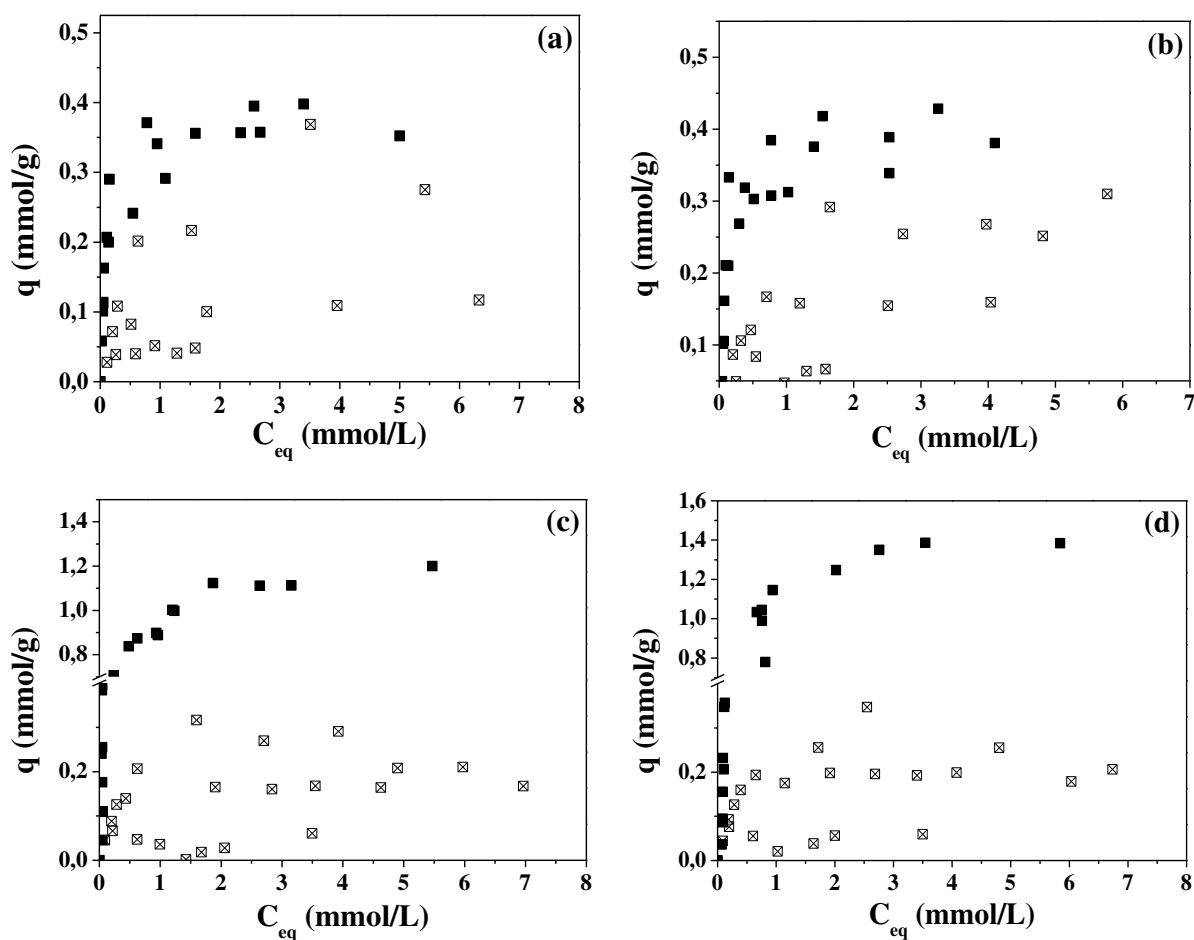 (a)
0,5
0,4
0,3
0,2
0,1
0,0
q (mmol/g)
0 1 2 3 4 5 6 7 8
C_eq (mmol/L)
(b)
0,5
0,4
0,3
0,2
0,1
q (mmol/g)
0 1 2 3 4 5 6 7
C_eq (mmol/L)
(c)
1,4
1,2
1,0
0,8
0,2
0,0
q (mmol/g)
0 1 2 3 4 5 6 7 8
C_eq (mmol/L)
(d)
1,6
1,4
1,2
1,0
0,8
0,2
0,0
q (mmol/g)
0 1 2 3 4 5 6 7 8
C_eq (mmol/L)